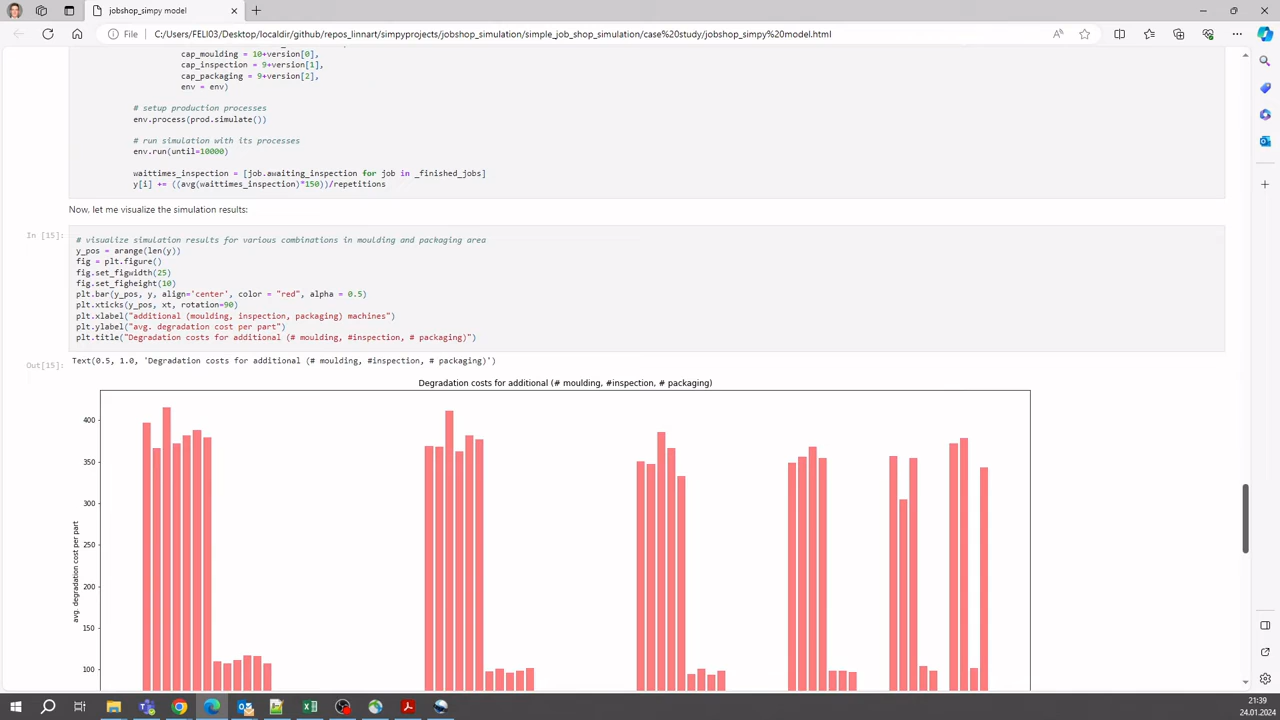 jobshop_simpy model
File
C:/Users/FELI03/Desktop/localdir/github/repos_linnart/simpyprojects/jobshop_simulation/simple_job_shop_simulation/case%20study/jobshop_simpy%20model.html
cap_moulding = 10+version[0],
cap_inspection = 9+version[1],
cap_packaging = 9+version[2],
env = env)
# setup production processes
env.process(prod.simulate())
# run simulation with its processes
env.run(until=10000)
waittimes_inspection = [job.awaiting_inspection for job in _finished_jobs]
y[i] += ((avg(waittimes_inspection)*150))/repetitions
Now, let me visualize the simulation results:
In [15]:
# visualize simulation results for various combinations in moulding and packaging area
y_pos = arange(len(y))
fig = plt.figure()
fig.set_figwidth(25)
fig.set_figheight(10)
plt.bar(y_pos, y, align='center', color = "red", alpha = 0.5)
plt.xticks(y_pos, xt, rotation=90)
plt.xlabel("additional (moulding, inspection, packaging) machines")
plt.ylabel("avg. degradation cost per part")
plt.title("Degradation costs for additional (# moulding, #inspection, # packaging)")
Out[15]:
Text(0.5, 1.0, 'Degradation costs for additional (# moulding, #inspection, # packaging)')
Degradation costs for additional (# moulding, #inspection, # packaging)
400
350
300
250
200
150
100
avg. degradation cost per part
21:39
24.01.2024